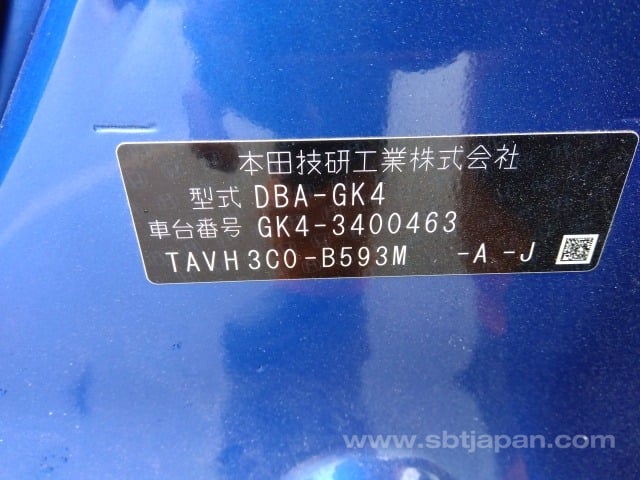 本田技研工業株式会社
型式 DBA-GK4
車台番号 GK4-3400463
TAVH3C0-B593M -A -J
www.sbtjapan.com